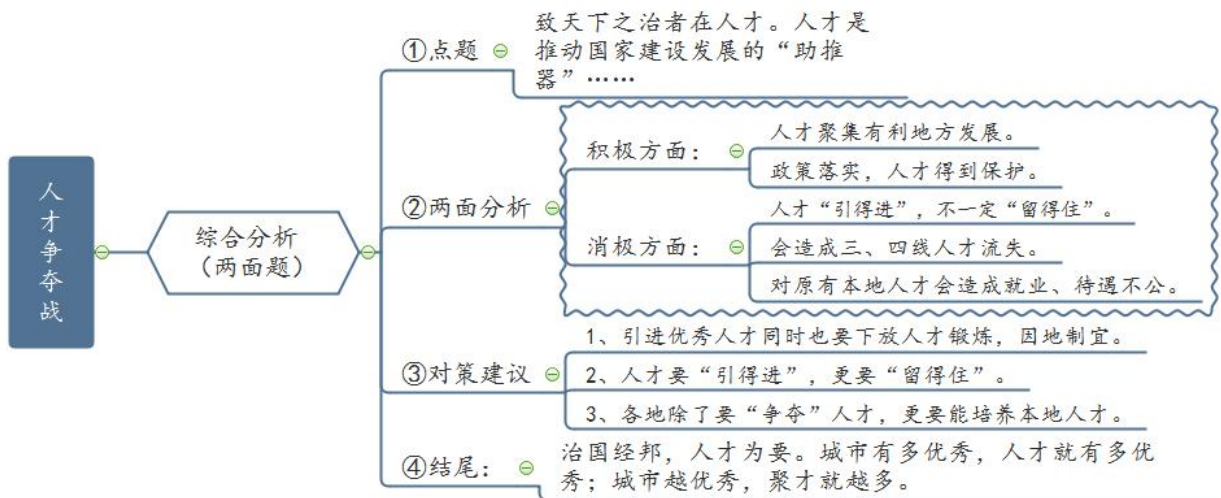 人才争夺战
综合分析
（两面题）
①点题
致天下之治者在人才。人才是
推动国家建设发展的“助推
器”……
②两面分析
积极方面：
人才聚集有利地方发展。
政策落实，人才得到保护。
消极方面：
人才“引得进”，不一定“留得住”。
会造成三、四线人才流失。
对原有本地人才会造成就业、待遇不公。
③对策建议
1、引进优秀人才同时也要下放人才锻炼，因地制宜。
2、人才要“引得进”，更要“留得住”。
3、各地除了要“争夺”人才，更要能培养本地人才。
④结尾：
治国经邦，人才为要。城市有多优秀，人才就有多优
秀；城市越优秀，聚才就越多。